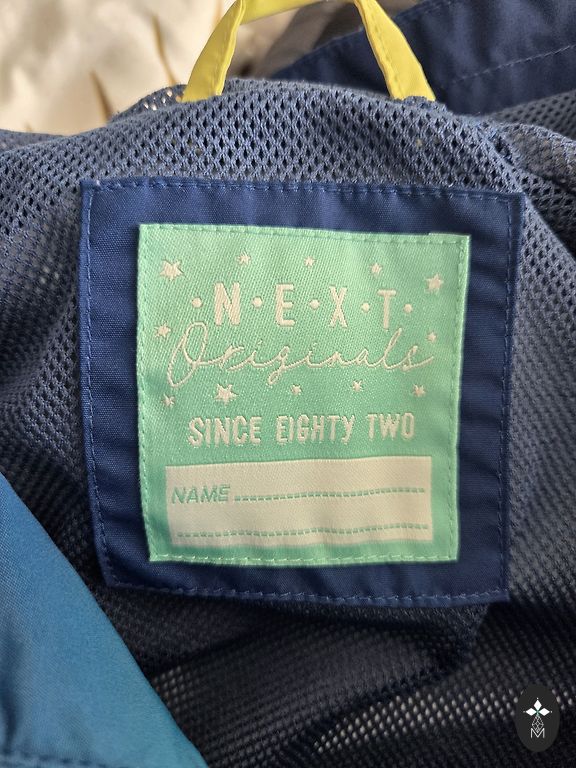 ·N·E·X·T·
Originals
SINCE EIGHTY TWO
NAME